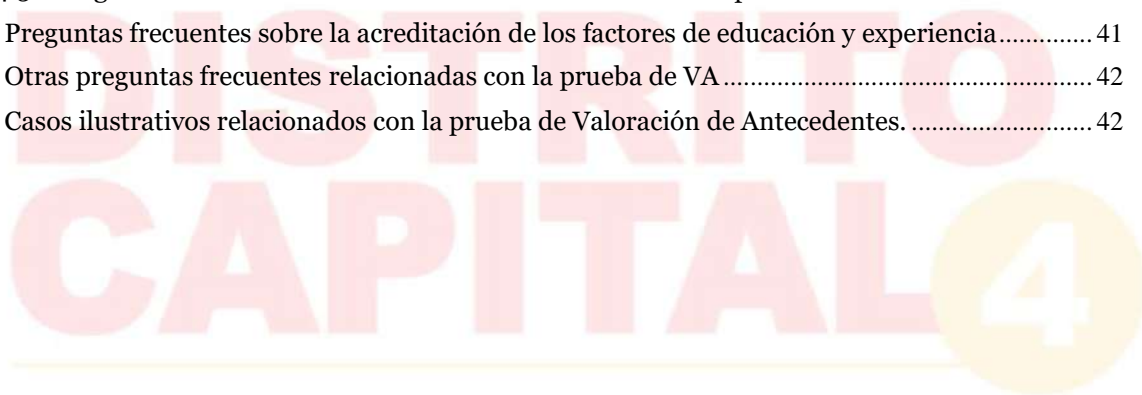 Preguntas frecuentes sobre la acreditación de los factores de educación y experiencia.............. 41
Otras preguntas frecuentes relacionadas con la prueba de VA.................................................... 42
Casos ilustrativos relacionados con la prueba de Valoración de Antecedentes. .......................... 42
DISTRITO
CAPITAL 4